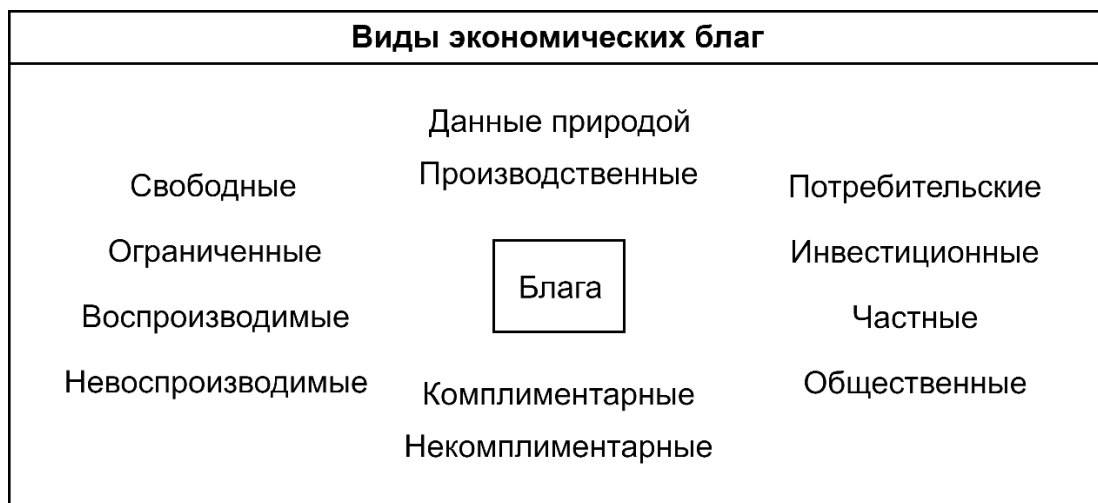 Виды экономических благ
Данные природой
Производственные
Свободные
Ограниченные
Воспроизводимые
Невоспроизводимые
Блага
Потребительские
Инвестиционные
Частные
Общественные
Комплиментарные
Некомплиментарные